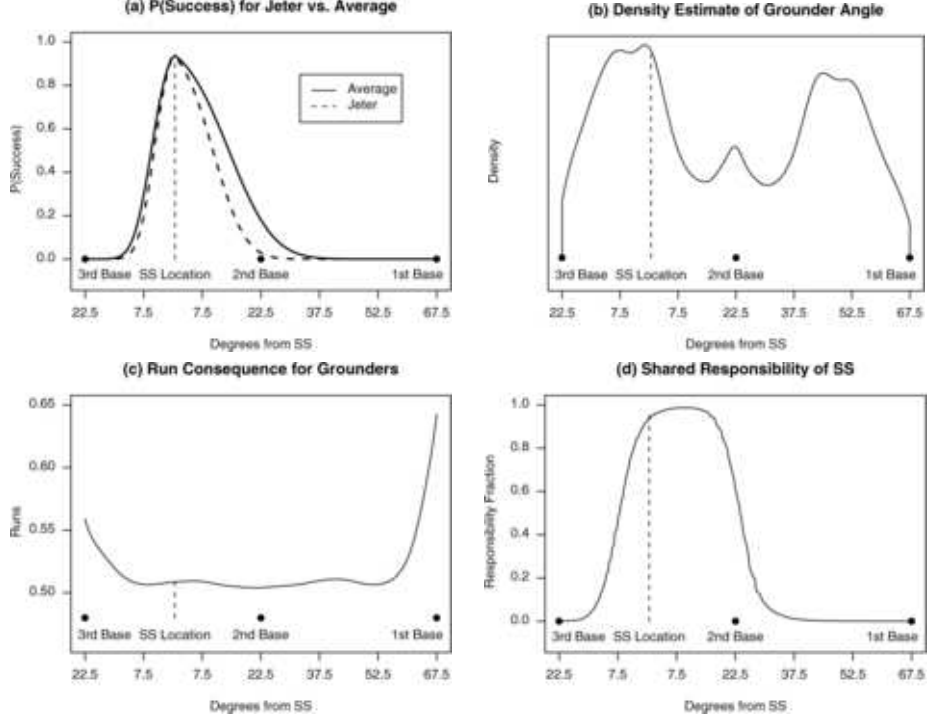 (a) P(Success) for Jeter vs. Average
P(Success)
1.0
0.8
0.6
0.4
0.2
0.0
Average
Jeter
3rd Base SS Location 2nd Base 1st Base
22.5 7.5 7.5 22.5 37.5 52.5 67.5
Degrees from SS
(b) Density Estimate of Grounder Angle
Density
3rd Base SS Location 2nd Base 1st Base
22.5 7.5 7.5 22.5 37.5 52.5 67.5
Degrees from SS
(c) Run Consequence for Grounders
Runs
0.65
0.60
0.55
0.50
3rd Base SS Location 2nd Base 1st Base
22.5 7.5 7.5 22.5 37.5 52.5 67.5
Degrees from SS
(d) Shared Responsibility of SS
Responsibility Fraction
1.0
0.8
0.6
0.4
0.2
0.0
3rd Base SS Location 2nd Base 1st Base
22.5 7.5 7.5 22.5 37.5 52.5 67.5
Degrees from SS